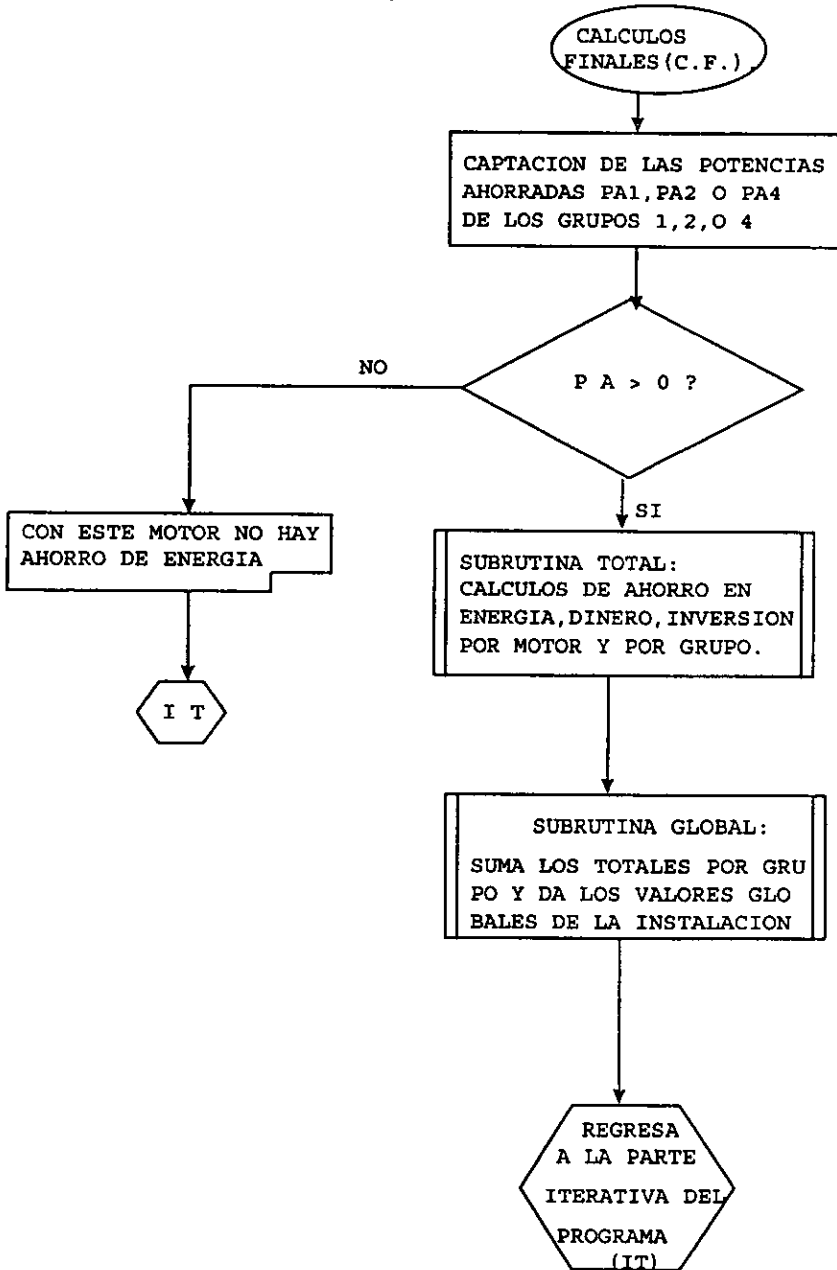 CALCULOS
FINALES(C.F.)
CAPTACION DE LAS POTENCIAS
AHORRADAS PA1,PA2 O PA4
DE LOS GRUPOS 1,2,O 4
NO
P A > 0 ?
SI
CON ESTE MOTOR NO HAY
AHORRO DE ENERGIA
I T
SUBRUTINA TOTAL:
CALCULOS DE AHORRO EN
ENERGIA,DINERO,INVERSION
POR MOTOR Y POR GRUPO.
SUBRUTINA GLOBAL:
SUMA LOS TOTALES POR GRU
PO Y DA LOS VALORES GLO
BALES DE LA INSTALACION
REGRESA
A LA PARTE
ITERATIVA DEL
PROGRAMA
(IT)